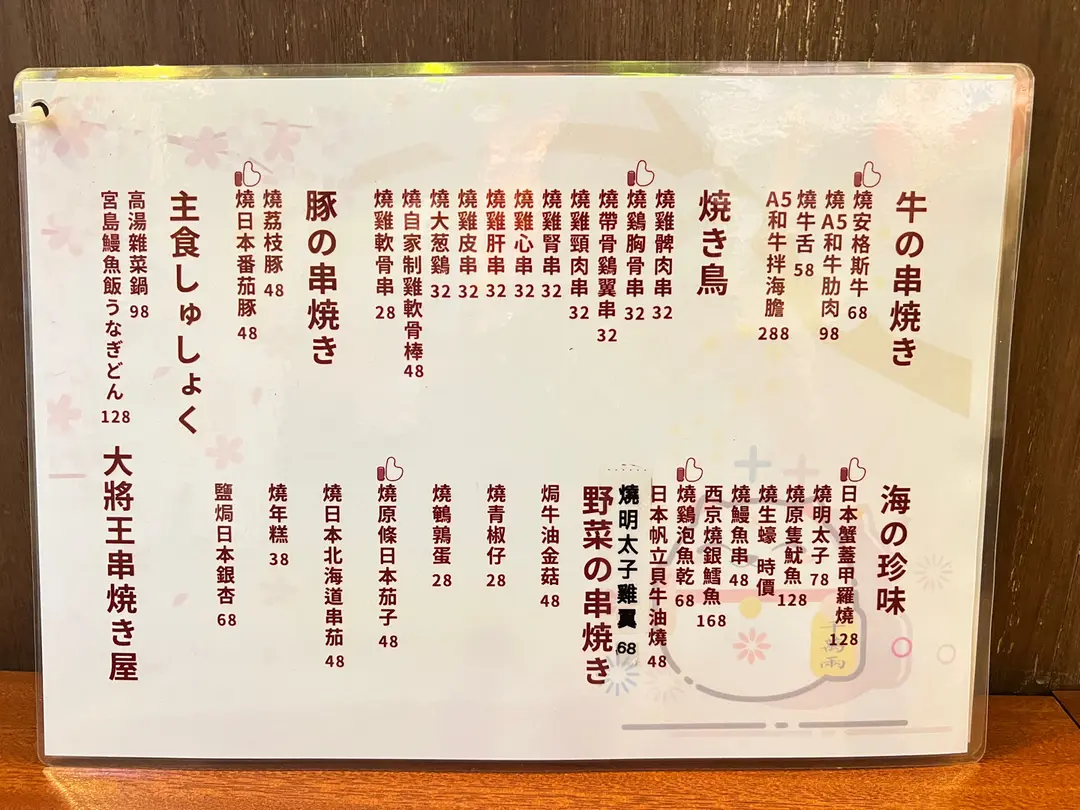 牛の串焼き
燒安格斯牛 68
燒A5和牛肋肉 98
燒牛舌 58
A5和牛拌海膽 288
焼き鳥
燒雞髀肉串 32
燒鷄胸骨串 32
燒帶骨鷄翼串 32
燒雞頸肉串 32
燒雞腎串 32
燒雞心串 32
燒雞肝串 32
燒雞皮串 32
燒大葱鷄 32
燒自家制雞軟骨棒 48
燒雞軟骨串 28
豚の串焼き
燒荔枝豚 48
燒日本番茄豚 48
主食しゅしょく
高湯雜菜鍋 98
宮島鰻魚飯うなぎどん 128
海の珍味
日本蟹蓋甲羅燒 128
燒明太子 78
燒原隻魷魚 128
燒生蠔 時價
燒鰻魚串 48
西京燒銀鱈魚 168
燒鷄泡魚乾 68
日本帆立貝牛油燒 48
燒明太子雞翼 68
野菜の串焼き
焗牛油金菇 48
燒青椒仔 28
燒鵪鶉蛋 28
燒原條日本茄子 48
燒日本北海道串茄 48
燒年糕 38
鹽焗日本銀杏 68
大將王串焼き屋
千萬兩